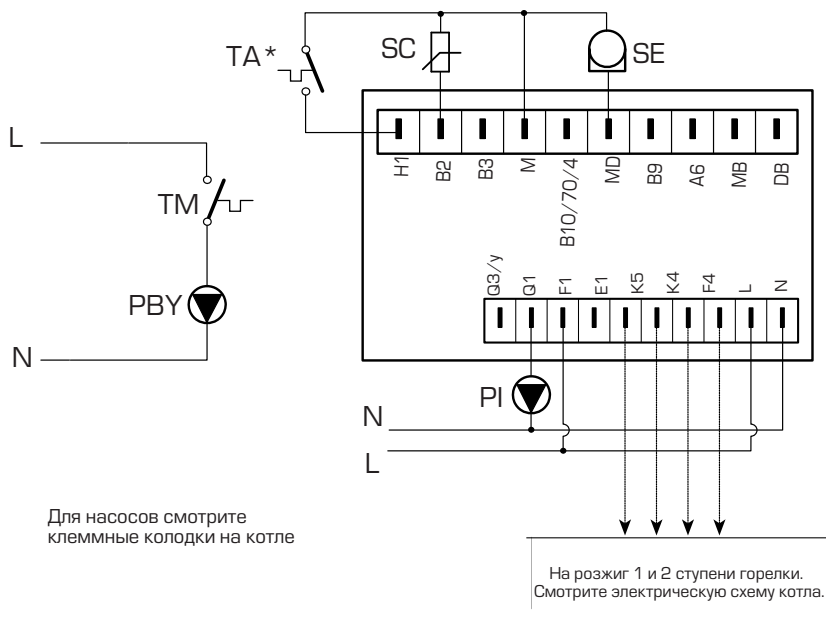 TA*
SC
SE
H1
B2
B3
M
B10/70/4
MD
B9
A6
MB
DB
L
TM
PBY
N
Q3/y
Q1
F1
E1
K5
K4
F4
L
N
PI
N
L
Для насосов смотрите
клеммные колодки на котле
На розжиг 1 и 2 ступени горелки.
Смотрите электрическую схему котла.